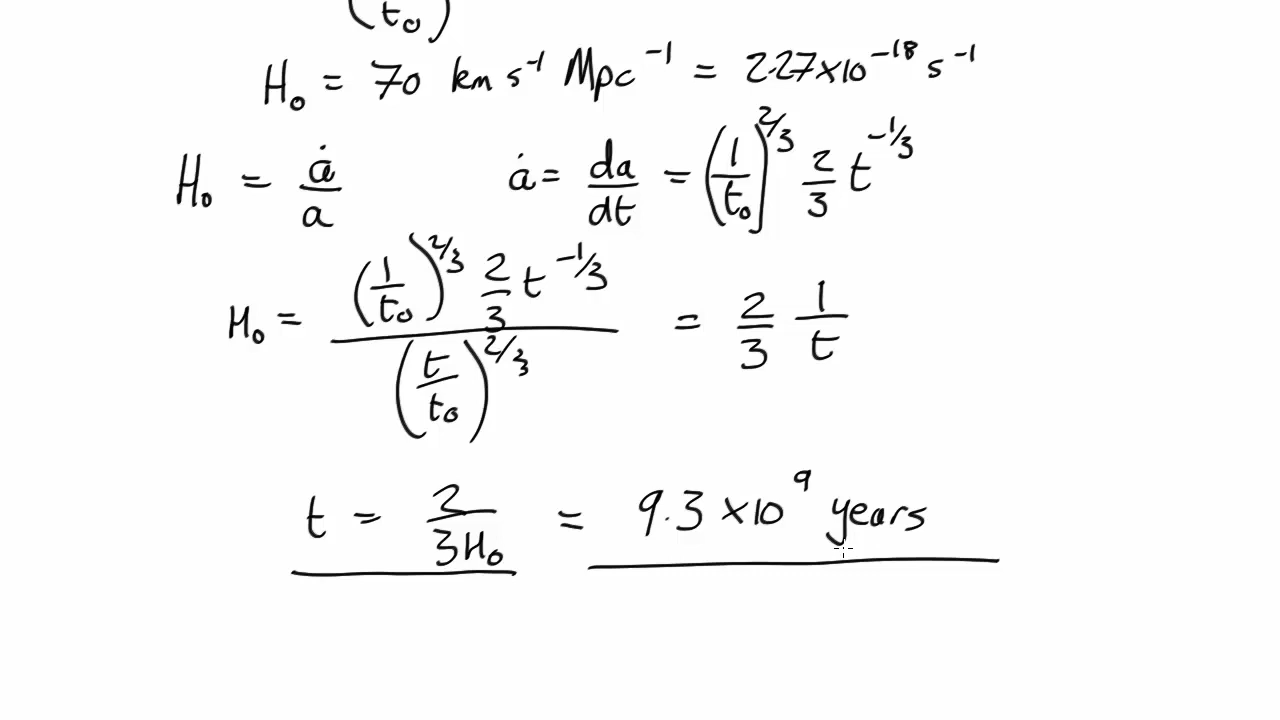 (t₀)
H₀ = 70 km s⁻¹ Mpc⁻¹ = 2.27×10⁻¹⁸ s⁻¹
H₀ = ȧ/a ȧ = da/dt = (1/t₀)^2/3 2/3 t^-1/3
H₀ = (1/t₀)^2/3 2/3 t^-1/3 / (t/t₀)^2/3 = 2/3 1/t
t = 2/3H₀ = 9.3 ×10⁹ years